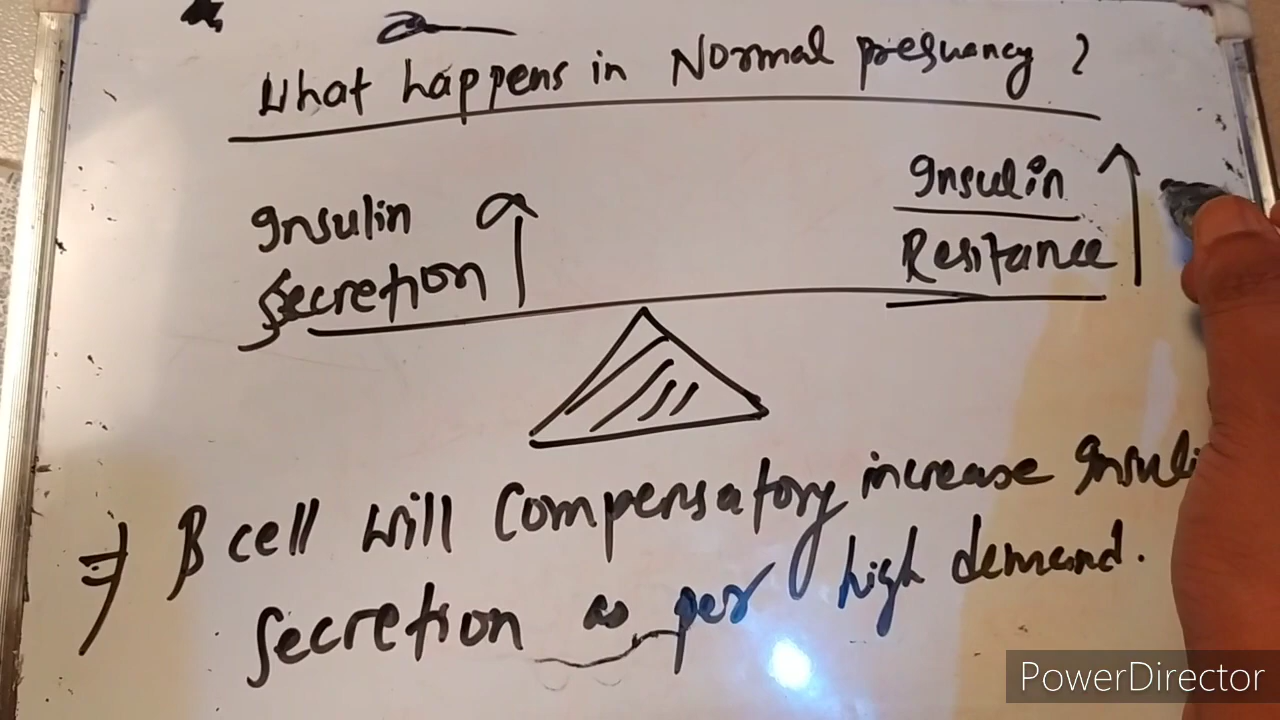 What happens in Normal pregnancy ?
Insulin Secretion ↑
Insulin Resitance ↑
⇒ β cell will compensatory increase Insuli
Secretion as per high demand.
PowerDirector